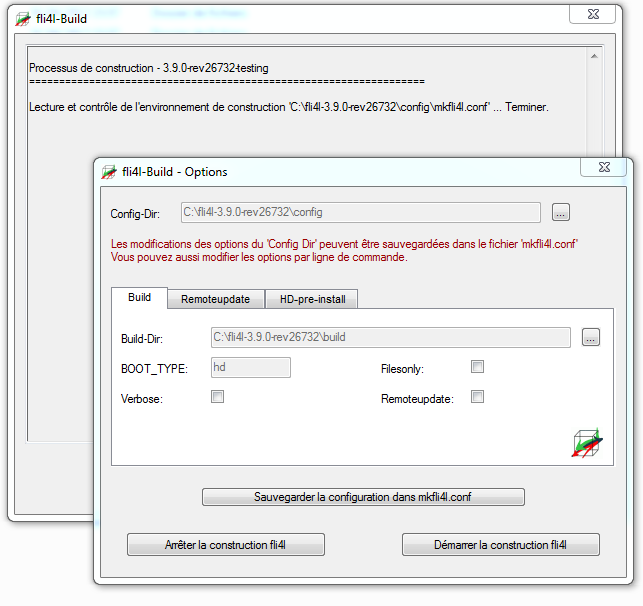 fli4l-Build
Processus de construction - 3.9.0-rev26732-testing
==================================================================
Lecture et contrôle de l'environnement de construction 'C:\fli4l-3.9.0-rev26732\config\mkfli4l.conf' ... Terminer.
fli4l-Build - Options
Config-Dir: C:\fli4l-3.9.0-rev26732\config ...
Les modifications des options du 'Config Dir' peuvent être sauvegardées dans le fichier 'mkfli4l.conf'
Vous pouvez aussi modifier les options par ligne de commande.
Build Remoteupdate HD-pre-install
Build-Dir: C:\fli4l-3.9.0-rev26732\build ...
BOOT_TYPE: hd Filesonly:
Verbose: Remoteupdate:
Sauvegarder la configuration dans mkfli4l.conf
Arrêter la construction fli4l Démarrer la construction fli4l